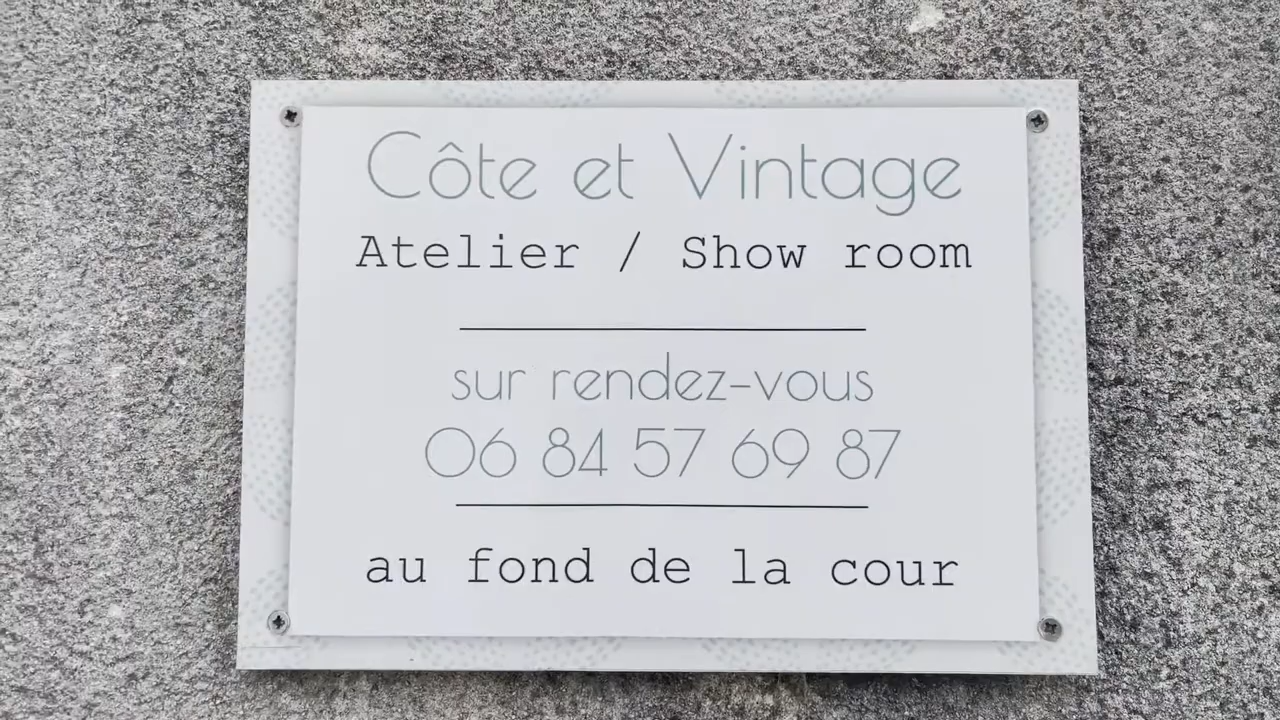 Côte et Vintage
Atelier / Show room
sur rendez-vous
06 84 57 69 87
au fond de la cour